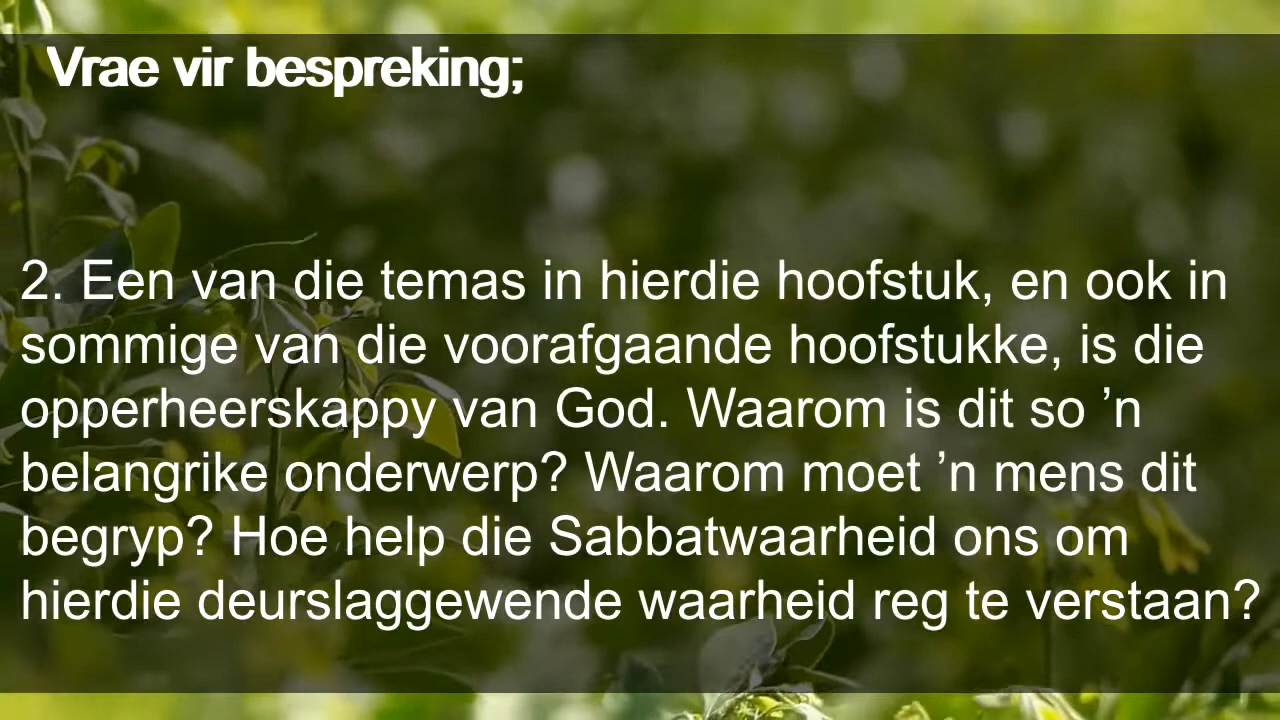 Vrae vir bespreking;
2. Een van die temas in hierdie hoofstuk, en ook in
sommige van die voorafgaande hoofstukke, is die
opperheerskappy van God. Waarom is dit so ’n
belangrike onderwerp? Waarom moet ’n mens dit
begryp? Hoe help die Sabbatwaarheid ons om
hierdie deurslaggewende waarheid reg te verstaan?